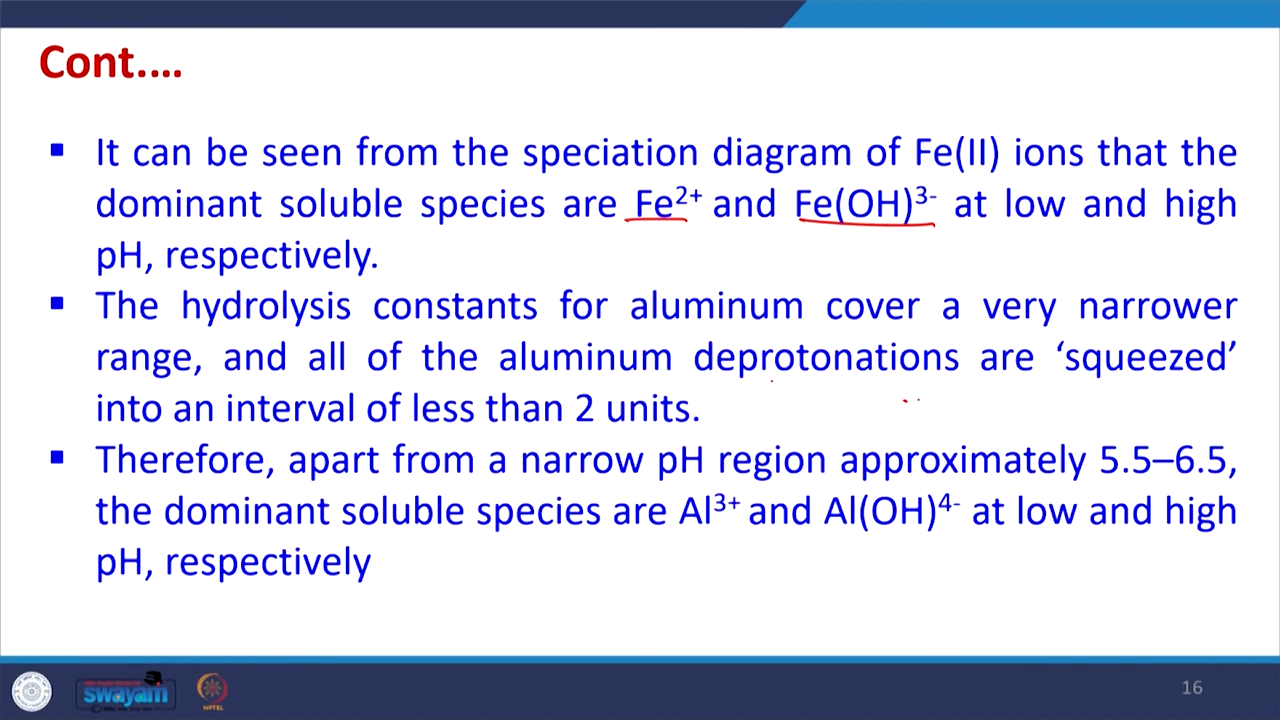 Cont.…
▪ It can be seen from the speciation diagram of Fe(II) ions that the
dominant soluble species are Fe²⁺ and Fe(OH)³⁻ at low and high
pH, respectively.
▪ The hydrolysis constants for aluminum cover a very narrower
range, and all of the aluminum deprotonations are ‘squeezed’
into an interval of less than 2 units.
▪ Therefore, apart from a narrow pH region approximately 5.5–6.5,
the dominant soluble species are Al³⁺ and Al(OH)⁴⁻ at low and high
pH, respectively
swayam
NPTEL
16